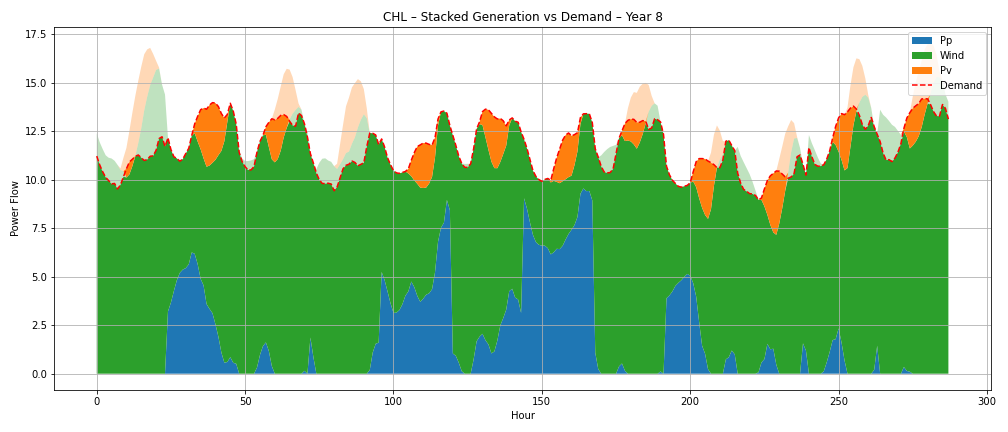 CHL – Stacked Generation vs Demand – Year 8
17.5
15.0
12.5
10.0
7.5
5.0
2.5
0.0
Power Flow
Pp
Wind
Pv
Demand
0
50
100
150
200
250
300
Hour